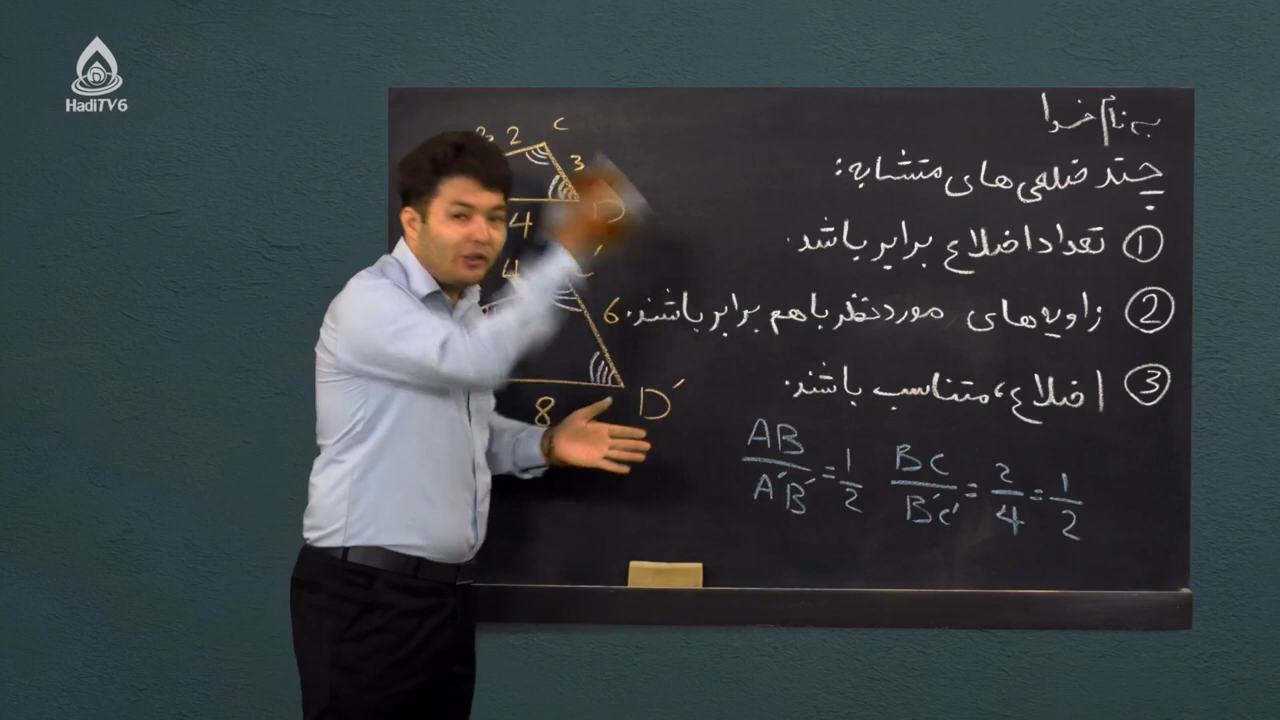 HadiTV6
به نام خدا
چند ضلعی های متشابه:
① تعداد اضلاع برابر باشد.
② زاویه های مورد نظر با هم برابر باشند.
③ اضلاع، متناسب باشند.
AB/A'B' = 1/2 BC/B'C' = 2/4 = 1/2
2 C
3
4 D
4
6
8 D'